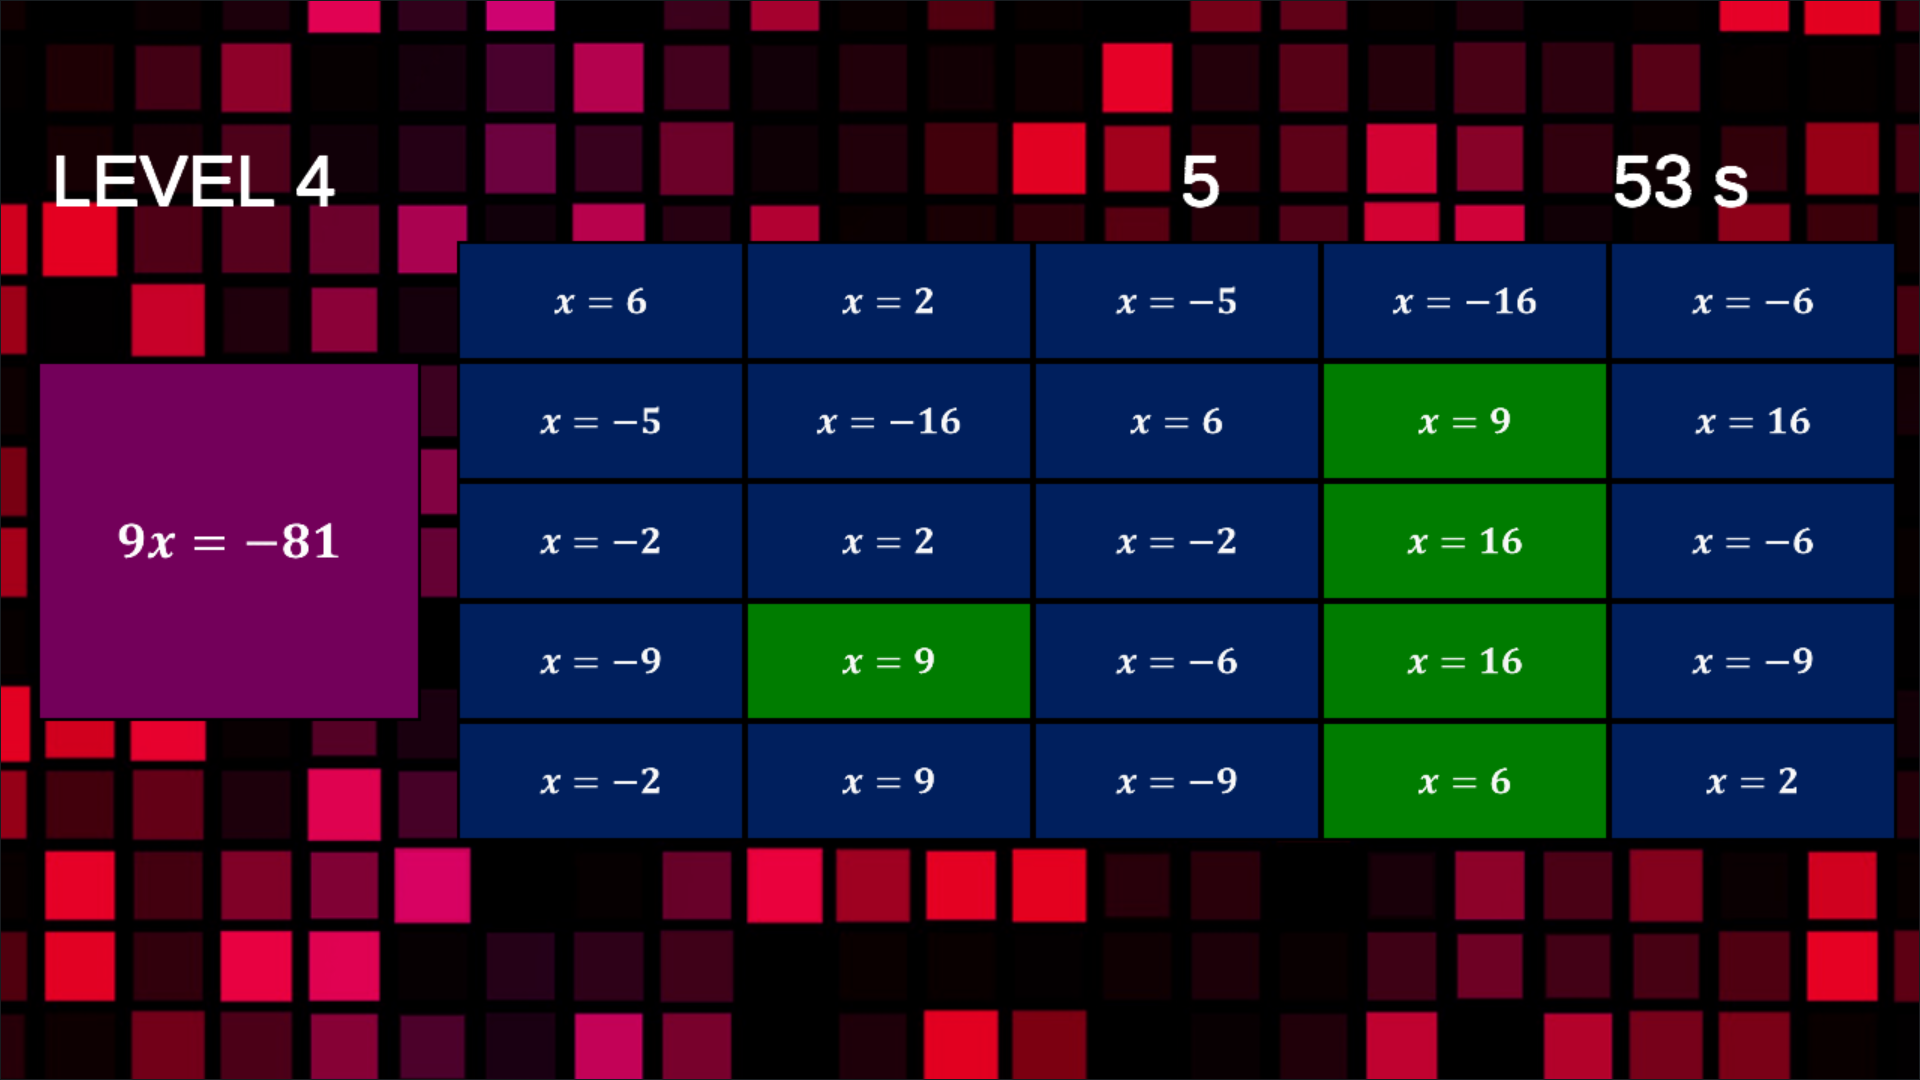 LEVEL 4 5 53 s
x = 6 x = 2 x = −5 x = −16 x = −6
x = −5 x = −16 x = 6 x = 9 x = 16
9x = −81
x = −2 x = 2 x = −2 x = 16 x = −6
x = −9 x = 9 x = −6 x = 16 x = −9
x = −2 x = 9 x = −9 x = 6 x = 2